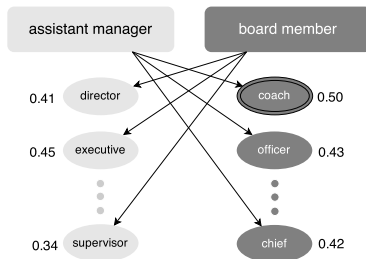 assistant manager board member
0.41 director coach 0.50
0.45 executive officer 0.43
0.34 supervisor chief 0.42